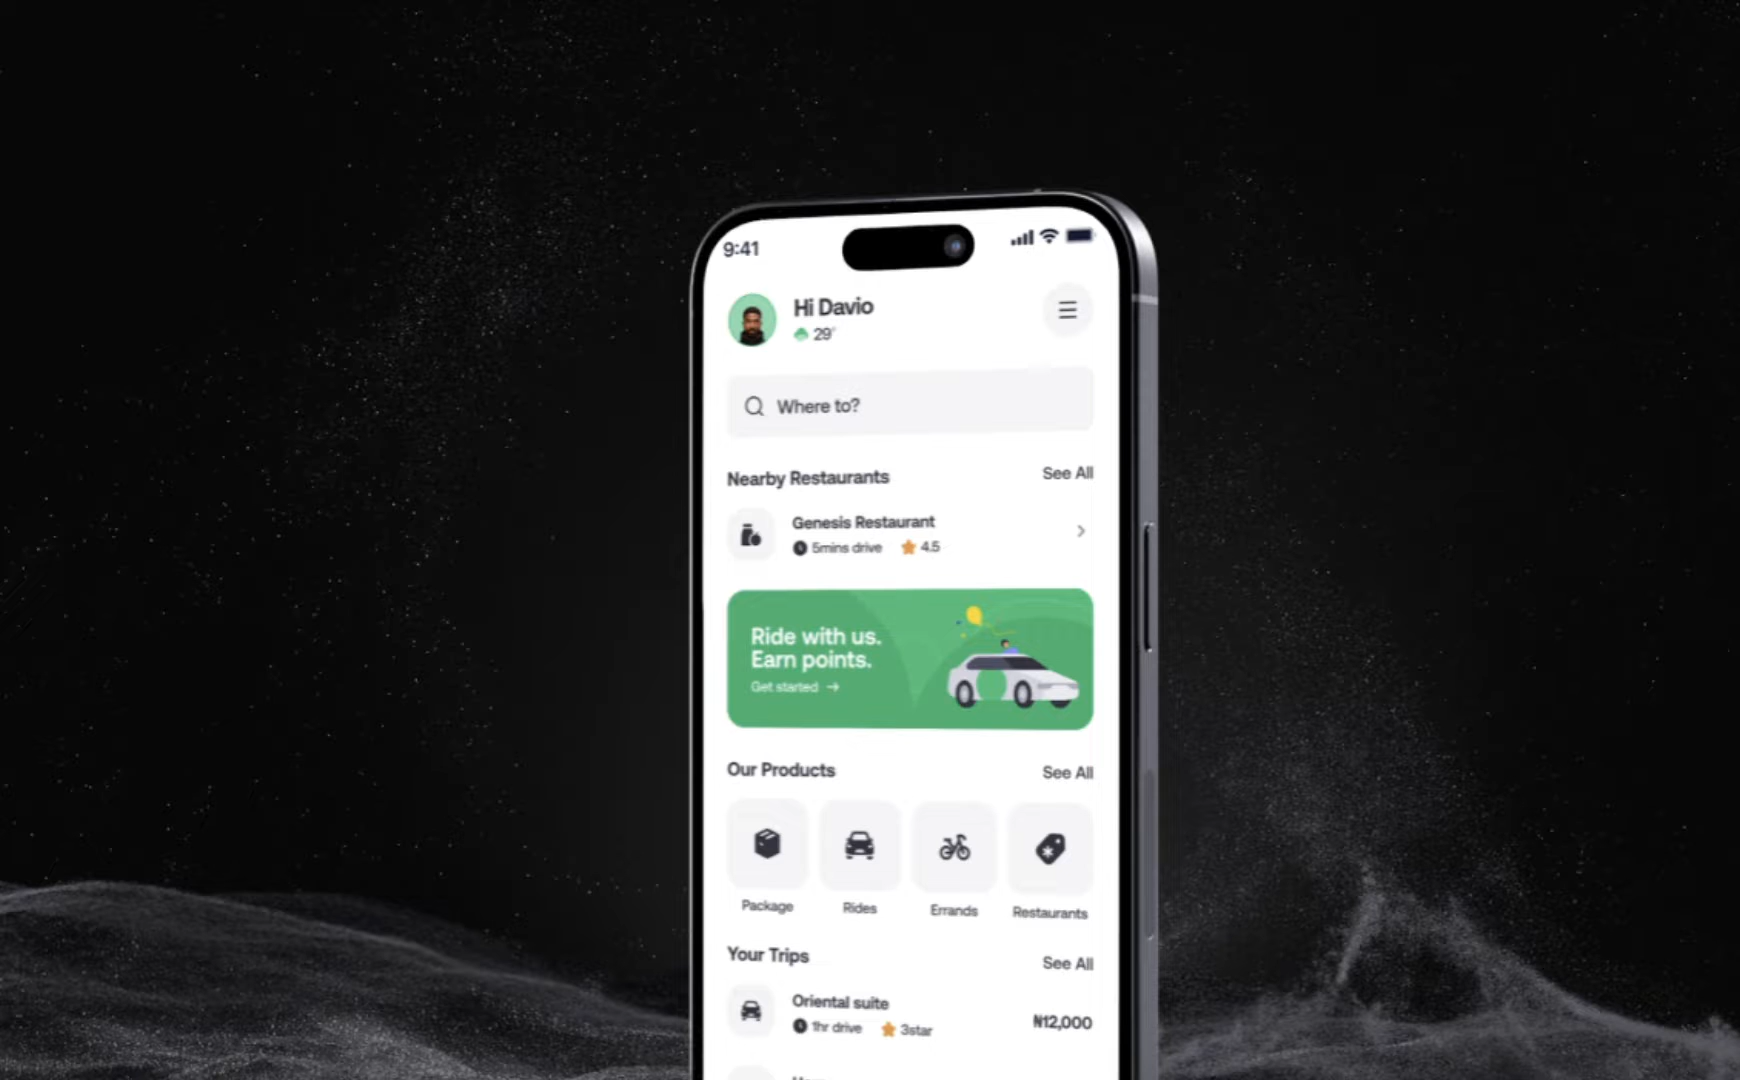 9:41
Hi Davio
29°
Where to?
Nearby Restaurants
See All
Genesis Restaurant
5mins drive 4.5
Ride with us.
Earn points.
Get started →
Our Products
See All
Package Rides Errands Restaurants
Your Trips
See All
Oriental suite
1hr drive 3star
₦12,000